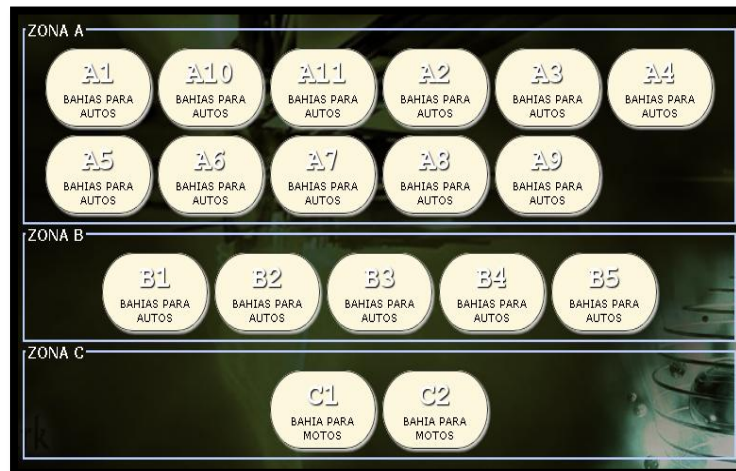 ZONA A
A1 A10 A11 A2 A3 A4
BAHIAS PARA BAHIAS PARA BAHIAS PARA BAHIAS PARA BAHIAS PARA BAHIAS PARA
AUTOS AUTOS AUTOS AUTOS AUTOS AUTOS
A5 A6 A7 A8 A9
BAHIAS PARA BAHIAS PARA BAHIAS PARA BAHIAS PARA BAHIAS PARA
AUTOS AUTOS AUTOS AUTOS AUTOS
ZONA B
B1 B2 B3 B4 B5
BAHIAS PARA BAHIAS PARA BAHIAS PARA BAHIAS PARA BAHIAS PARA
AUTOS AUTOS AUTOS AUTOS AUTOS
ZONA C
C1 C2
BAHIA PARA BAHIA PARA
MOTOS MOTOS